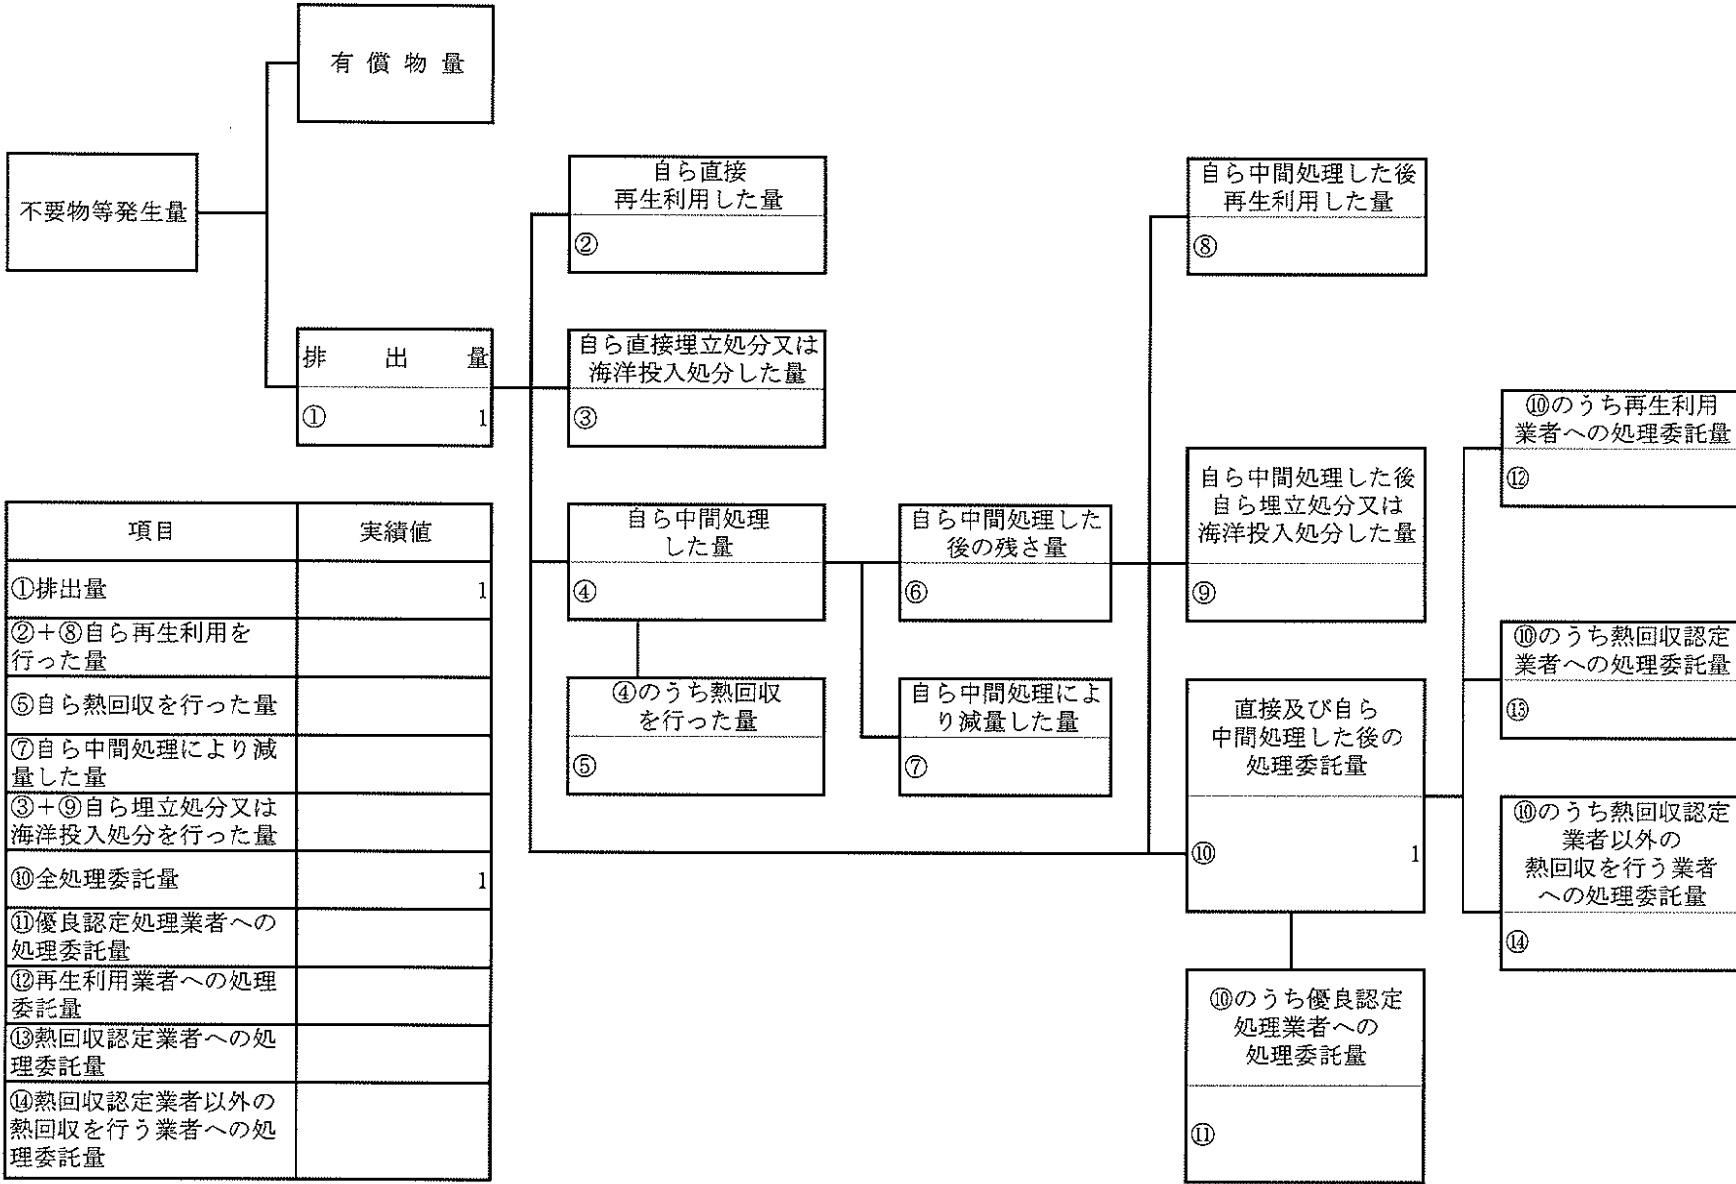 有償物量
不要物等発生量
自ら直接
再生利用した量
②
自ら中間処理した後
再生利用した量
⑧
排出量
① 1
自ら直接埋立処分又は
海洋投入処分した量
③
⑩のうち再生利用
業者への処理委託量
⑫
自ら中間処理した後
自ら埋立処分又は
海洋投入処分した量
⑨
自ら中間処理
した量
④
自ら中間処理した
後の残さ量
⑥
④のうち熱回収
を行った量
⑤
自ら中間処理によ
り減量した量
⑦
⑩のうち熱回収認定
業者への処理委託量
⑬
直接及び自ら
中間処理した後の
処理委託量
⑩ 1
⑩のうち熱回収認定
業者以外の
熱回収を行う業者
への処理委託量
⑭
⑩のうち優良認定
処理業者への
処理委託量
⑪
項目 実績値
①排出量 1
②+⑧自ら再生利用を
行った量
⑤自ら熱回収を行った量
⑦自ら中間処理により減
量した量
③+⑨自ら埋立処分又は
海洋投入処分を行った量
⑩全処理委託量 1
⑪優良認定処理業者への
処理委託量
⑫再生利用業者への処理
委託量
⑬熱回収認定業者への処
理委託量
⑭熱回収認定業者以外の
熱回収を行う業者への処
理委託量